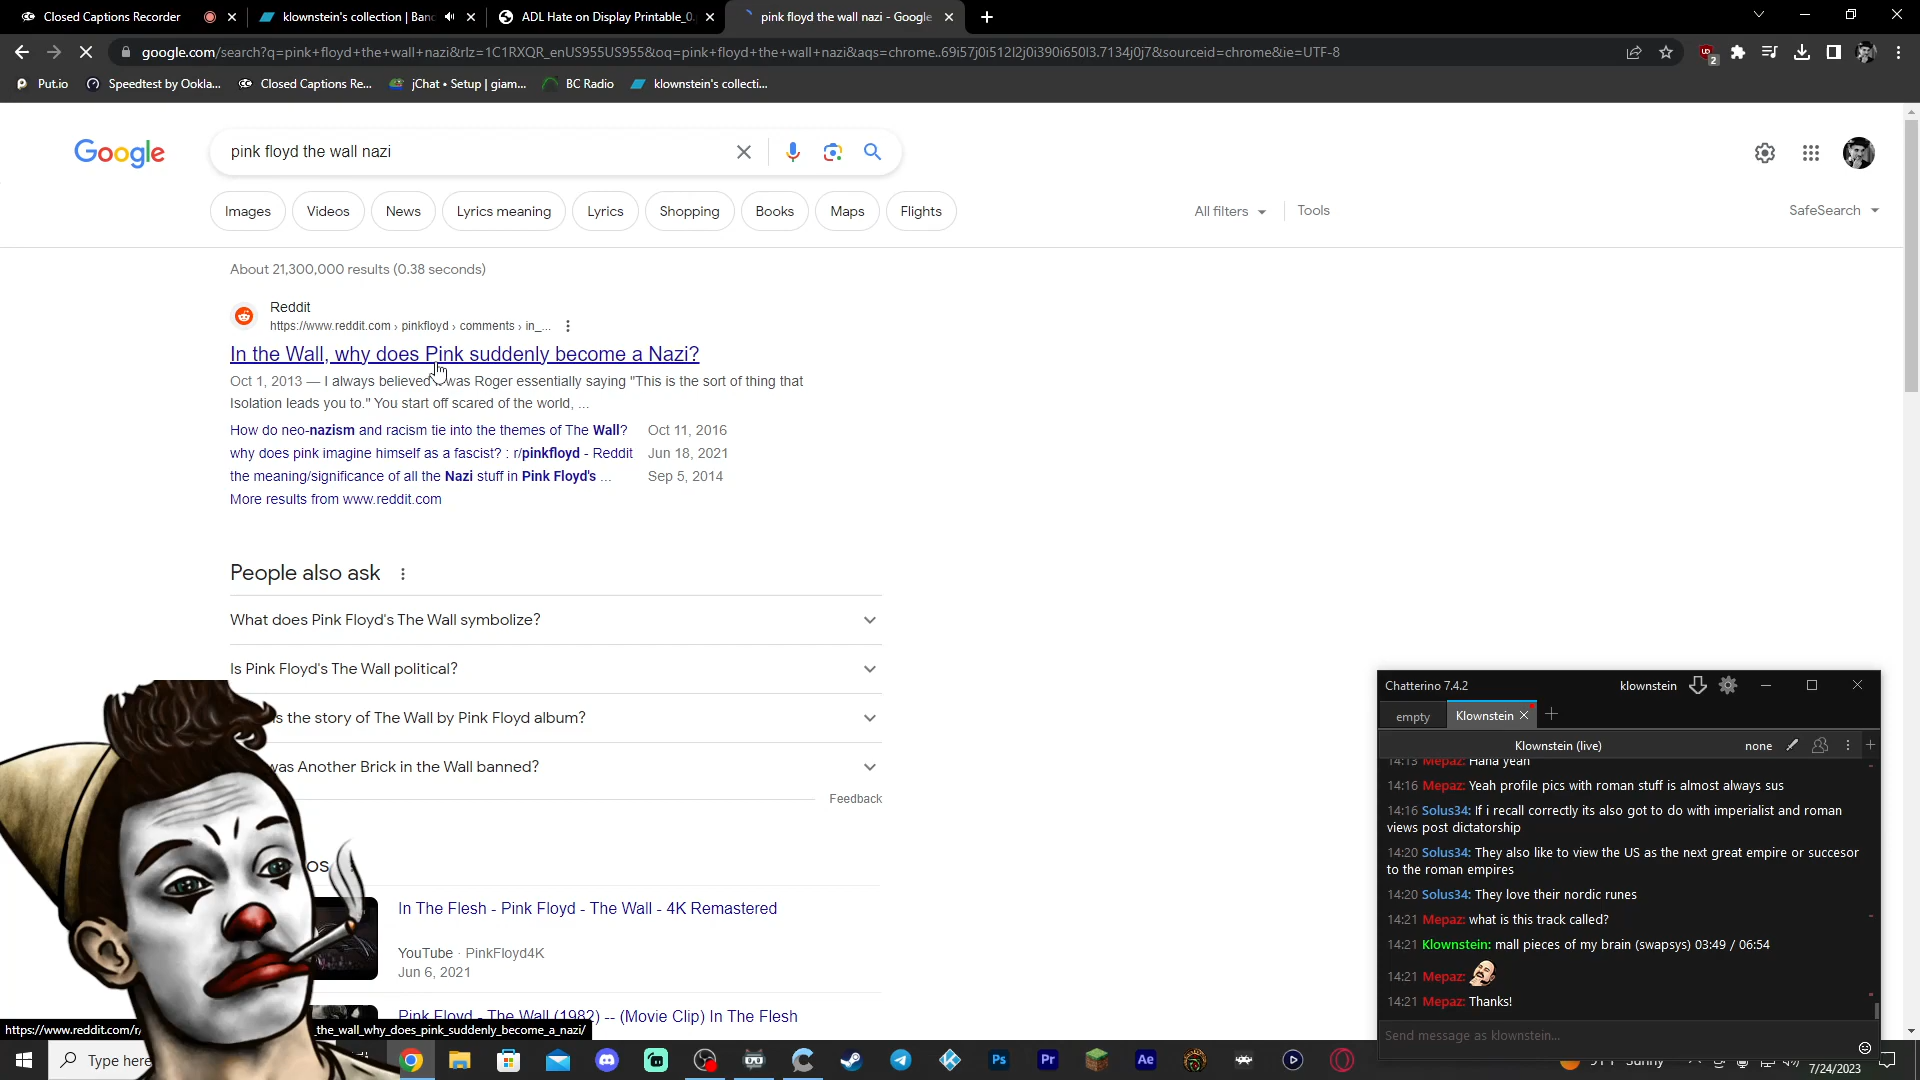 Closed Captions Recorder
klownstein's collection | Banc
ADL Hate on Display Printable_0.
pink floyd the wall nazi - Google
google.com/search?q=pink+floyd+the+wall+nazi&rlz=1C1RXQR_enUS955US955&oq=pink+floyd+the+wall+nazi&aqs=chrome..69i57j0i512l2j0i390i650l3.7134j0j7&sourceid=chrome&ie=UTF-8
2
Put.io
Speedtest by Ookla...
Closed Captions Re...
jChat • Setup | giam...
BC Radio
klownstein's collecti...
Google
pink floyd the wall nazi
Images
Videos
News
Lyrics meaning
Lyrics
Shopping
Books
Maps
Flights
All filters
Tools
SafeSearch
About 21,300,000 results (0.38 seconds)
Reddit
https://www.reddit.com › pinkfloyd › comments › in_...
In the Wall, why does Pink suddenly become a Nazi?
Oct 1, 2013 — I always believed was Roger essentially saying "This is the sort of thing that
Isolation leads you to." You start off scared of the world, ...
How do neo-nazism and racism tie into the themes of The Wall? Oct 11, 2016
why does pink imagine himself as a fascist? : r/pinkfloyd - Reddit Jun 18, 2021
the meaning/significance of all the Nazi stuff in Pink Floyd's ... Sep 5, 2014
More results from www.reddit.com
People also ask
What does Pink Floyd's The Wall symbolize?
Is Pink Floyd's The Wall political?
s the story of The Wall by Pink Floyd album?
was Another Brick in the Wall banned?
Feedback
os
In The Flesh - Pink Floyd - The Wall - 4K Remastered
YouTube · PinkFloyd4K
Jun 6, 2021
Pink Floyd - The Wall (1982) -- (Movie Clip) In The Flesh
https://www.reddit.com/r/
_the_wall_why_does_pink_suddenly_become_a_nazi/
Type here
Chatterino 7.4.2
klownstein
empty
Klownstein
Klownstein (live)
none
14:13 Mepaz: Haha yeah
14:16 Mepaz: Yeah profile pics with roman stuff is almost always sus
14:16 Solus34: If i recall correctly its also got to do with imperialist and roman
views post dictatorship
14:20 Solus34: They also like to view the US as the next great empire or succesor
to the roman empires
14:20 Solus34: They love their nordic runes
14:21 Mepaz: what is this track called?
14:21 Klownstein: mall pieces of my brain (swapsys) 03:49 / 06:54
14:21 Mepaz:
14:21 Mepaz: Thanks!
Send message as klownstein...
Ps
Pr
Ae
91°F Sunny
7/24/2023